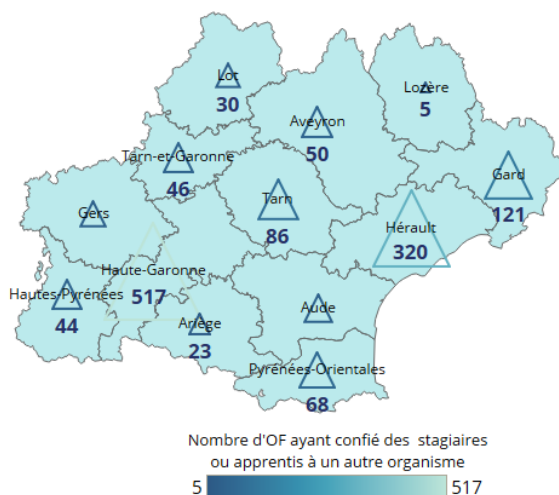 Lot
30
Lozère
5
Aveyron
50
Tarn-et-Garonne
46
Gard
121
Tarn
86
Gers
Hérault
320
Haute-Garonne
517
Hautes-Pyrénées
44
Ariège
23
Aude
Pyrénées-Orientales
68
Nombre d'OF ayant confié des stagiaires
ou apprentis à un autre organisme
5 517